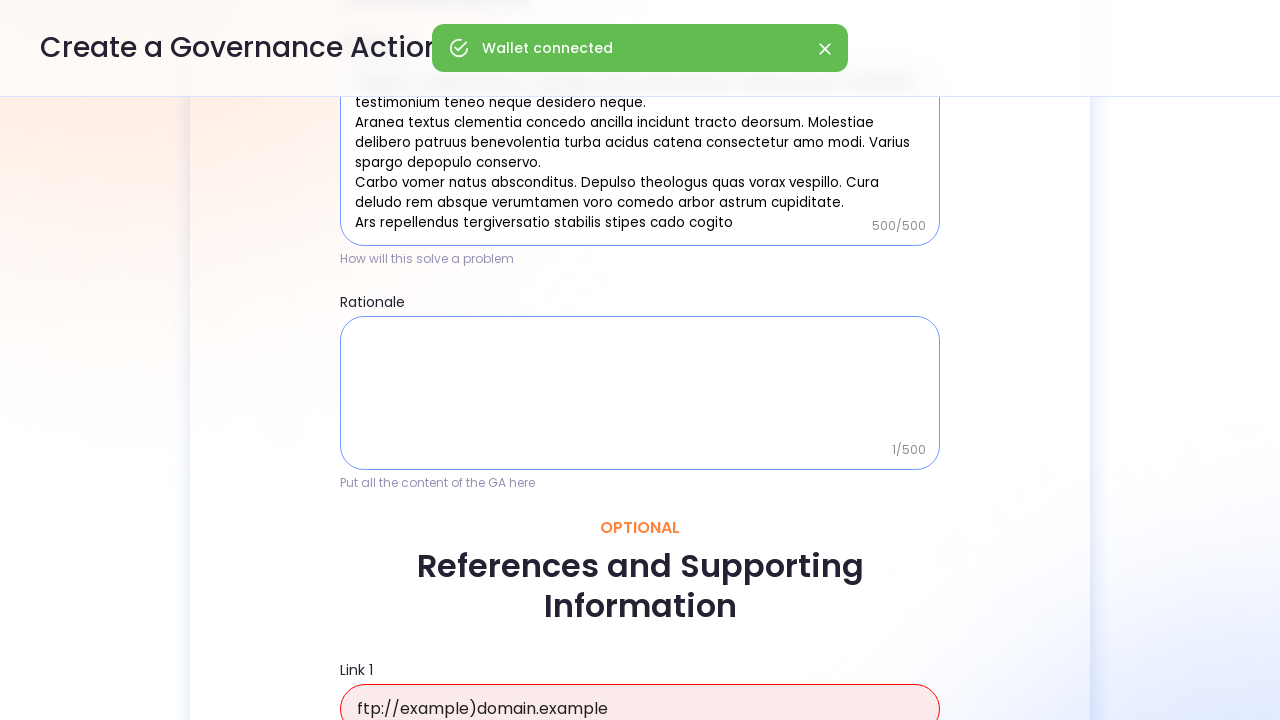 Create a Governance Action
Wallet connected
testimonium teneo neque desidero neque.
Aranea textus clementia concedo ancilla incidunt tracto deorsum. Molestiae
delibero patruus benevolentia turba acidus catena consectetur amo modi. Varius
spargo depopulo conservo.
Carbo vomer natus absconditus. Depulso theologus quas vorax vespillo. Cura
deludo rem absque verumtamen voro comedo arbor astrum cupiditate.
Ars repellendus tergiversatio stabilis stipes cado cogito
500/500
How will this solve a problem
Rationale
1/500
Put all the content of the GA here
OPTIONAL
References and Supporting
Information
Link 1
ftp://example)domain.example